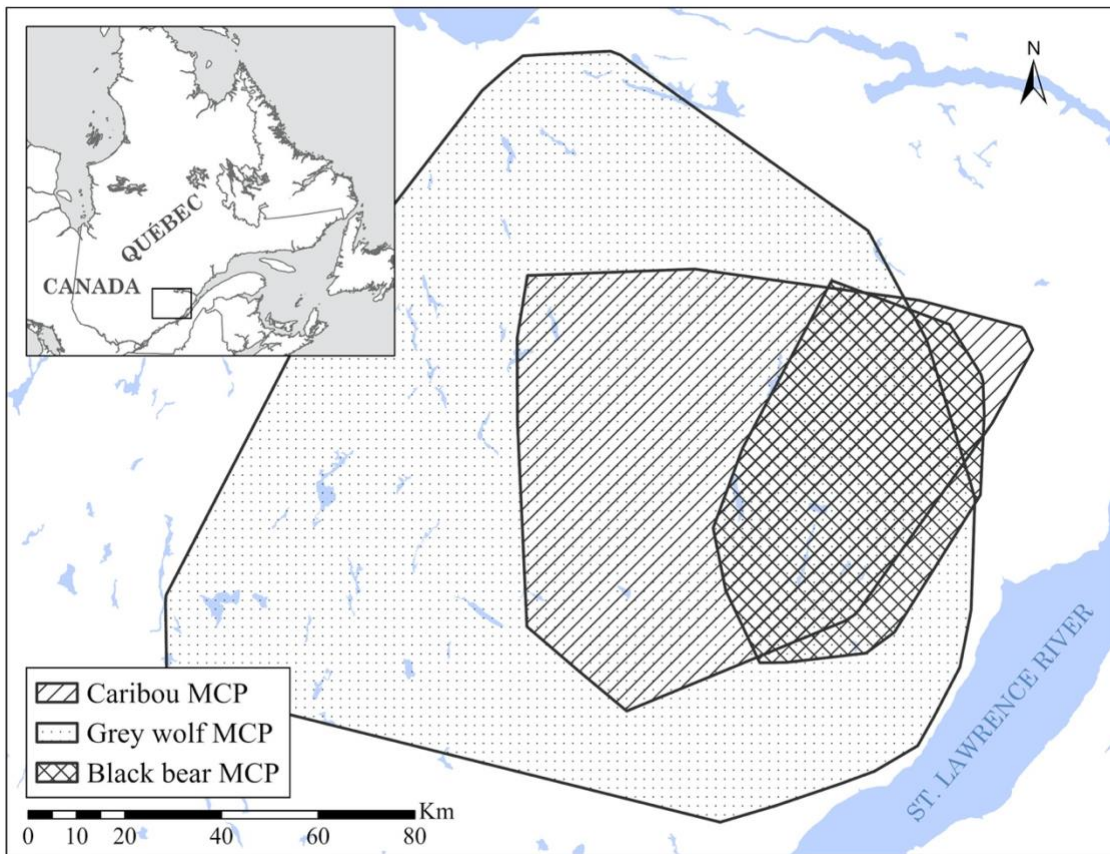 N
QUÉBEC
CANADA
Caribou MCP
Grey wolf MCP
Black bear MCP
Km
0 10 20 40 60 80
ST. LAWRENCE RIVER